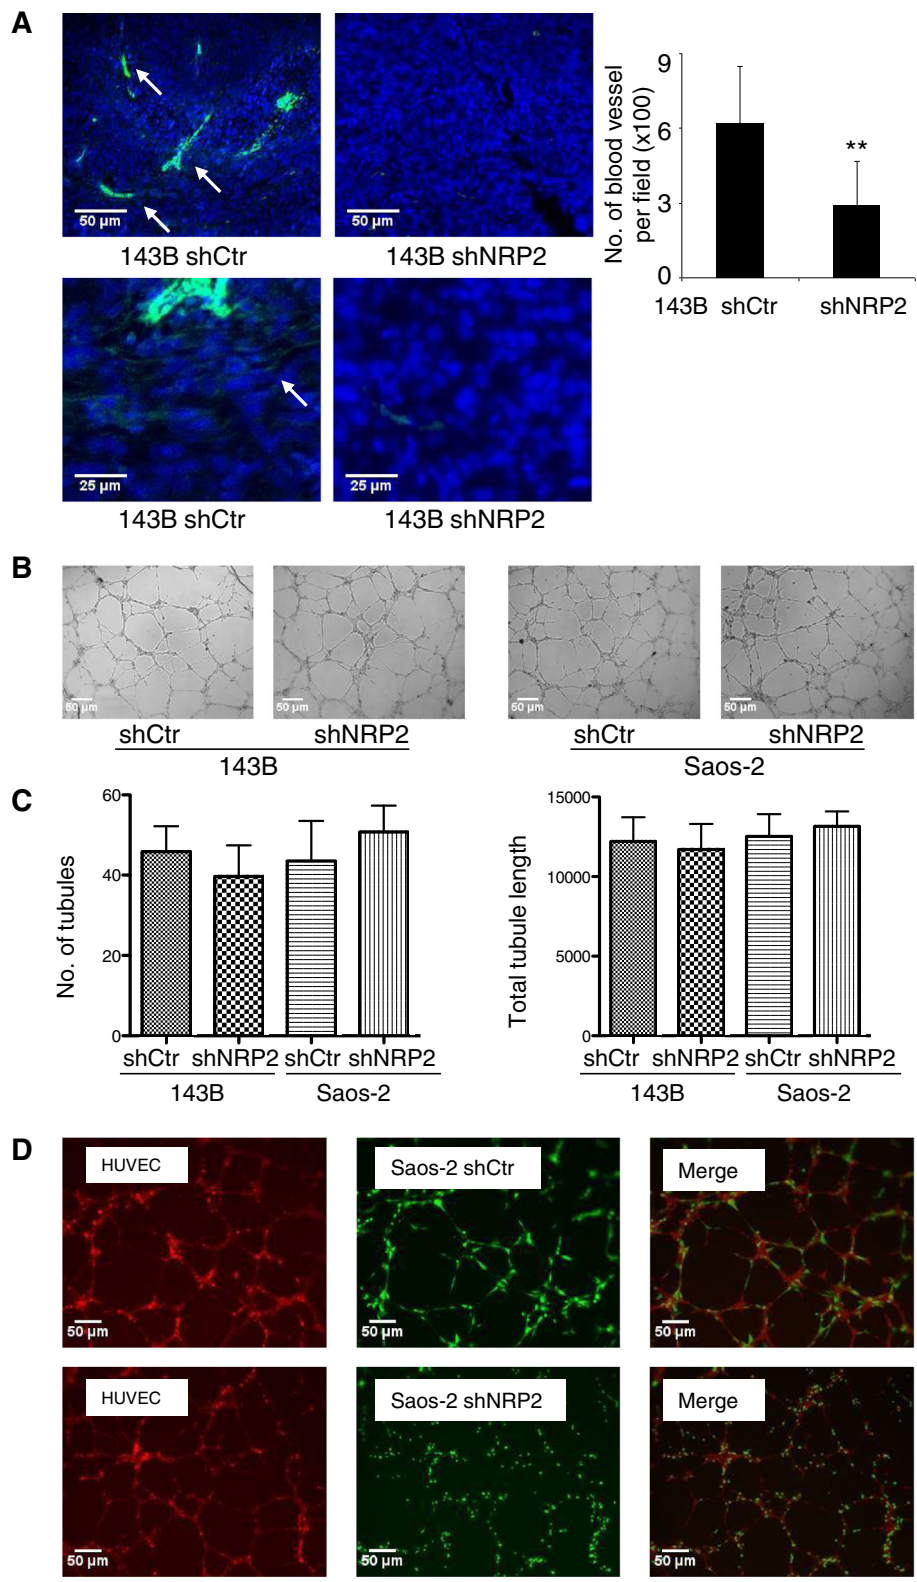 A
50 µm
50 µm
143B shCtr
143B shNRP2
25 µm
25 µm
143B shCtr
143B shNRP2
No. of blood vessel
per field (x100)
9
6
3
0
**
143B shCtr
shNRP2
B
50 µm
50 µm
50 µm
50 µm
shCtr
shNRP2
shCtr
shNRP2
143B
Saos-2
C
No. of tubules
60
40
20
0
shCtr shNRP2 shCtr shNRP2
143B
Saos-2
Total tubule length
15000
10000
5000
0
shCtr shNRP2 shCtr shNRP2
143B
Saos-2
D
HUVEC
Saos-2 shCtr
Merge
50 µm
50 µm
50 µm
HUVEC
Saos-2 shNRP2
Merge
50 µm
50 µm
50 µm